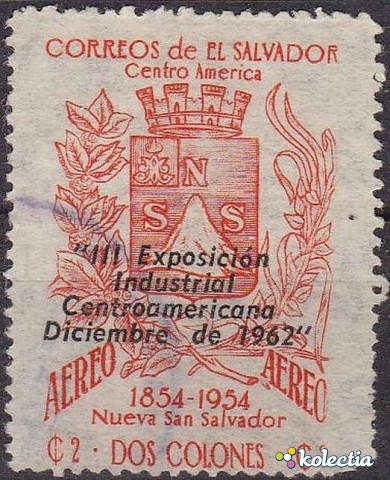 CORREOS de EL SALVADOR
Centro America
N
S S
"III Exposición
Industrial
Centroamericana
Diciembre de 1962"
AEREO AEREO
1854-1954
Nueva San Salvador
₡2 · DOS COLONES ·
kolectia